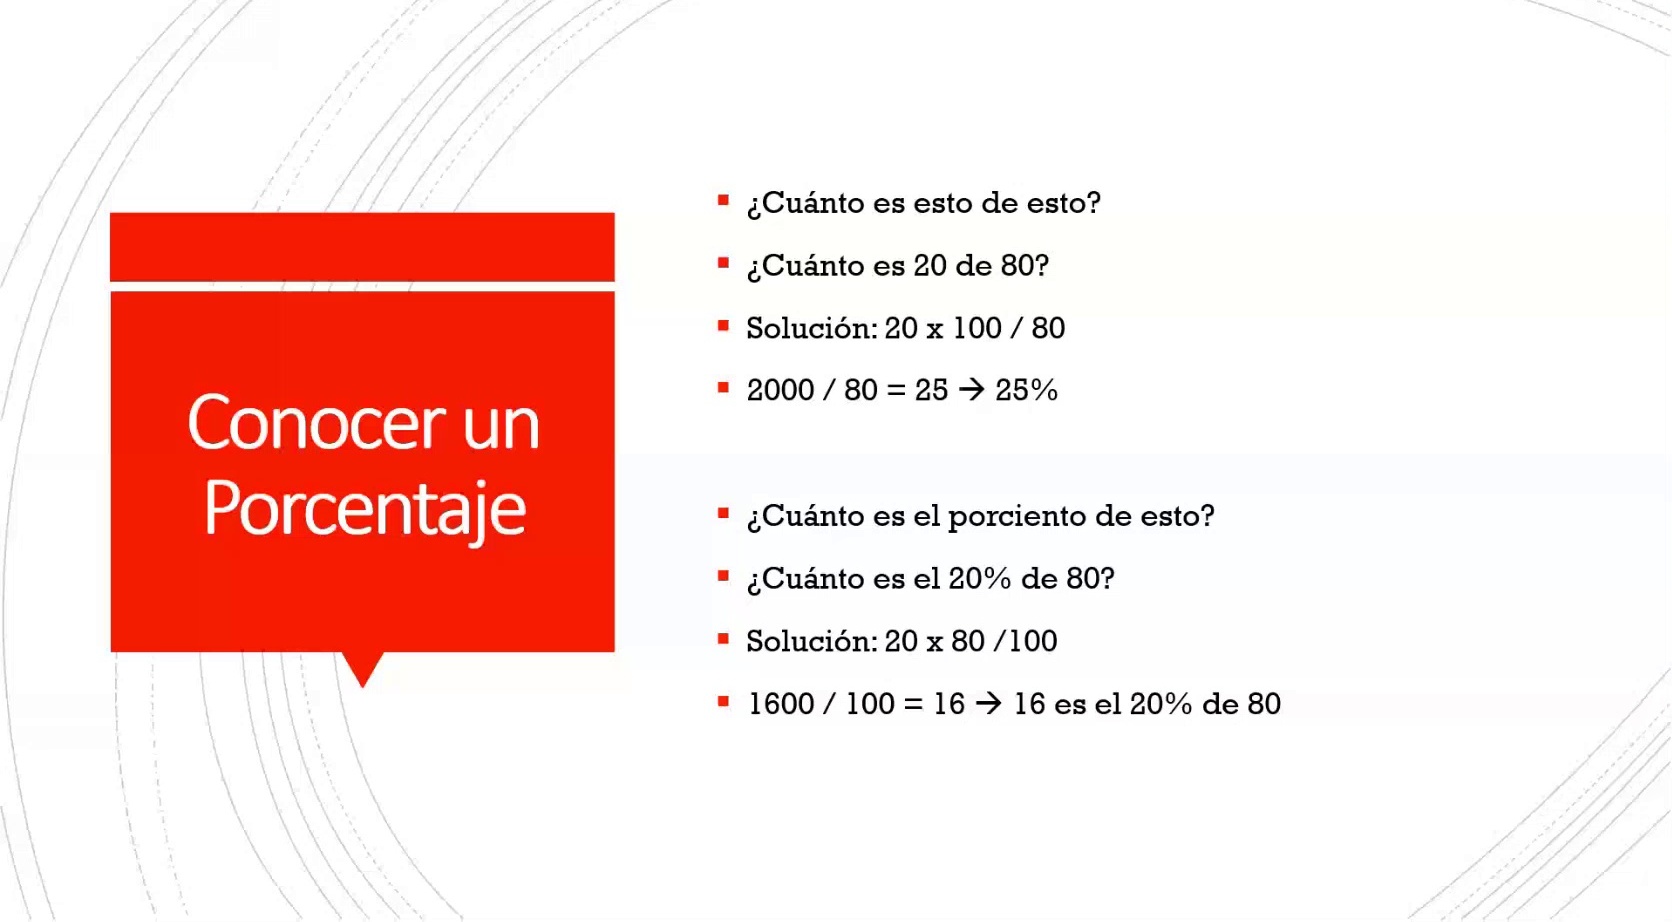 Conocer un
Porcentaje
¿Cuánto es esto de esto?
¿Cuánto es 20 de 80?
Solución: 20 x 100 / 80
2000 / 80 = 25 → 25%
¿Cuánto es el porciento de esto?
¿Cuánto es el 20% de 80?
Solución: 20 x 80 /100
1600 / 100 = 16 → 16 es el 20% de 80